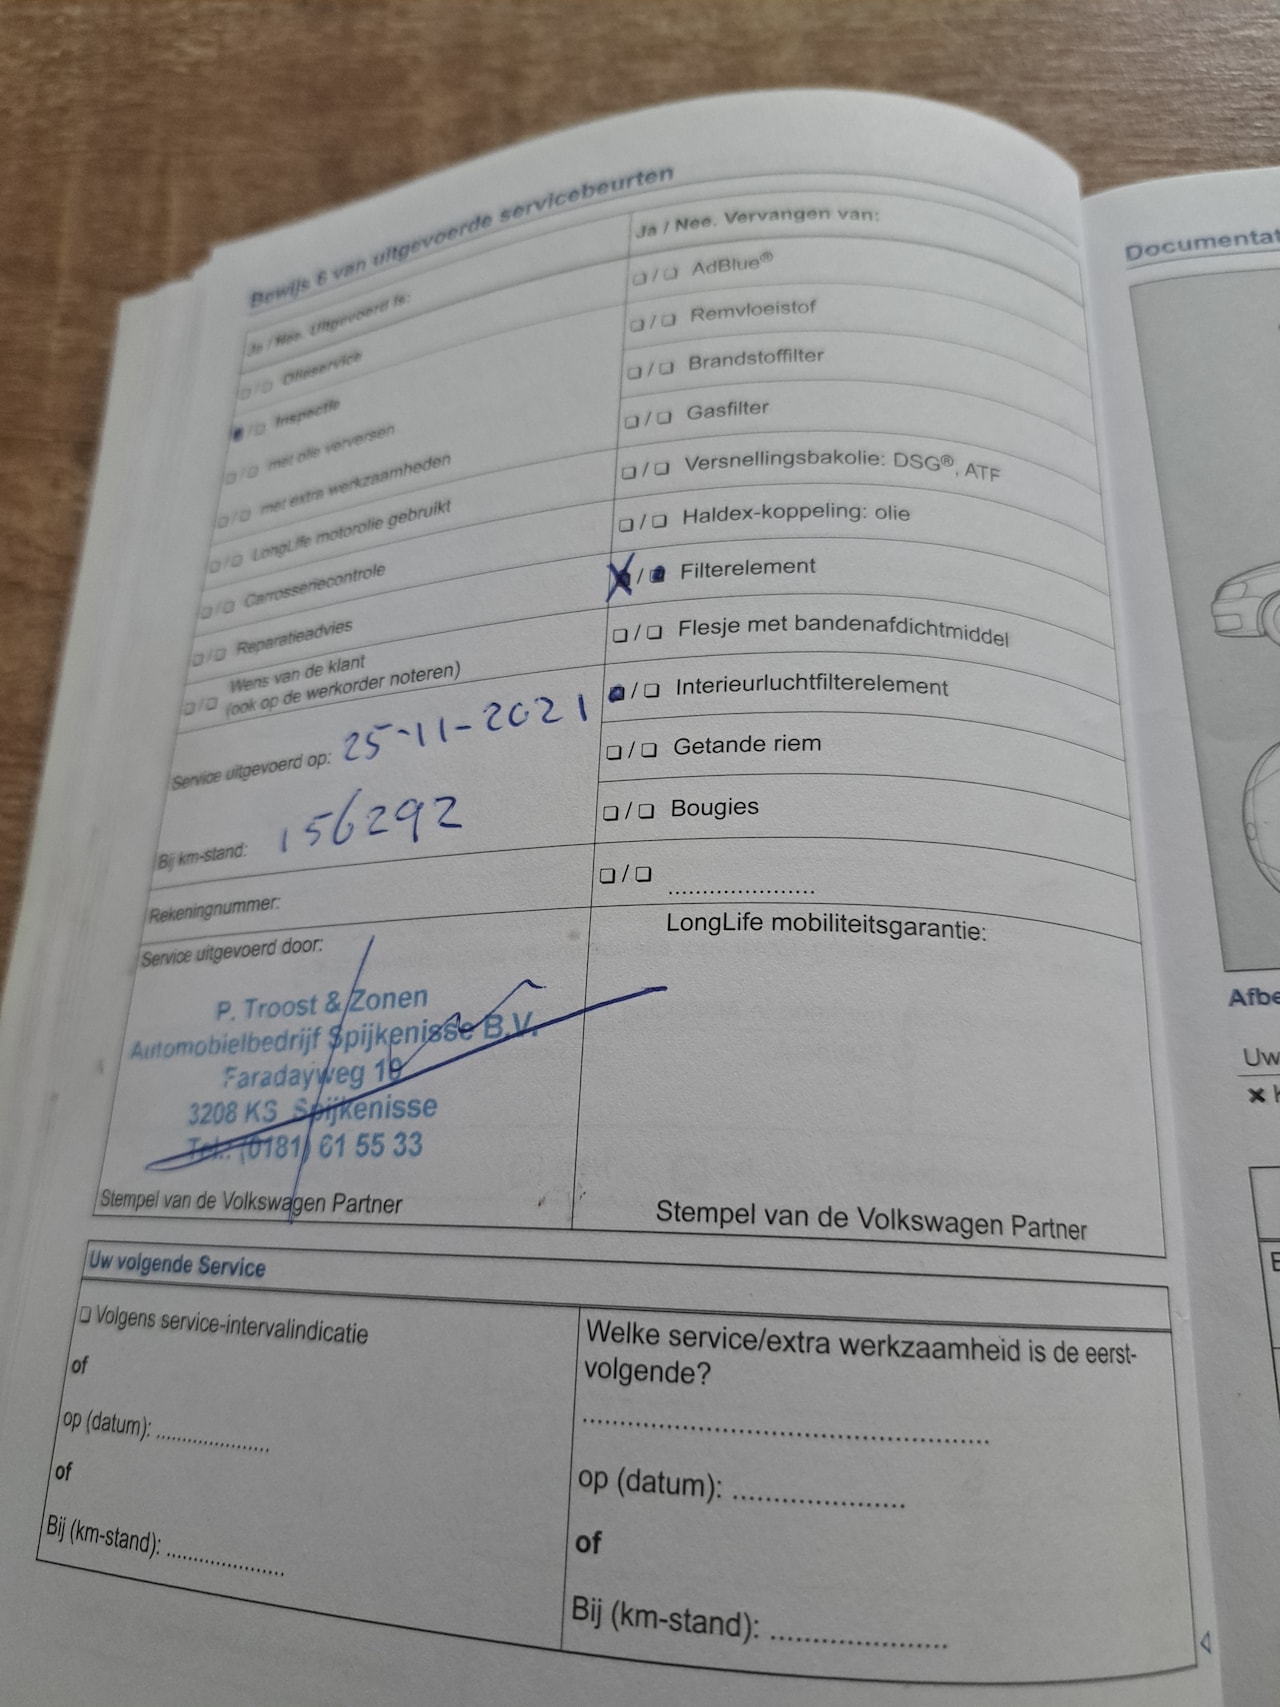 Bewijs 6 van uitgevoerde servicebeurten
Ja / Nee. Uitgevoerd is:
❏ / ❏ Olieservice
■ / ❏ Inspectie
❏ / ❏ met olie verversen
❏ / ❏ met extra werkzaamheden
❏ / ❏ LongLife motorolie gebruikt
❏ / ❏ Carrosseriecontrole
❏ / ❏ Reparatieadvies
❏ / ❏ Wens van de klant
(ook op de werkorder noteren)
Service uitgevoerd op: 25-11-2021
Bij km-stand: 156292
Rekeningnummer:
Service uitgevoerd door:
P. Troost & Zonen
Automobielbedrijf Spijkenisse B.V.
Faradayweg 10
3208 KS Spijkenisse
Tel.: (0181) 61 55 33
Stempel van de Volkswagen Partner
Ja / Nee. Vervangen van:
❏ / ❏ AdBlue®
❏ / ❏ Remvloeistof
❏ / ❏ Brandstoffilter
❏ / ❏ Gasfilter
❏ / ❏ Versnellingsbakolie: DSG®, ATF
❏ / ❏ Haldex-koppeling: olie
X / ■ Filterelement
❏ / ❏ Flesje met bandenafdichtmiddel
■ / ❏ Interieurluchtfilterelement
❏ / ❏ Getande riem
❏ / ❏ Bougies
❏ / ❏ .....................
LongLife mobiliteitsgarantie:
Stempel van de Volkswagen Partner
Uw volgende Service
❏ Volgens service-intervalindicatie
of
op (datum): .....................
of
Bij (km-stand): .....................
Welke service/extra werkzaamheid is de eerst-
volgende?
..................................................
op (datum): .....................
of
Bij (km-stand): .....................
Documentat
Afbe
Uw